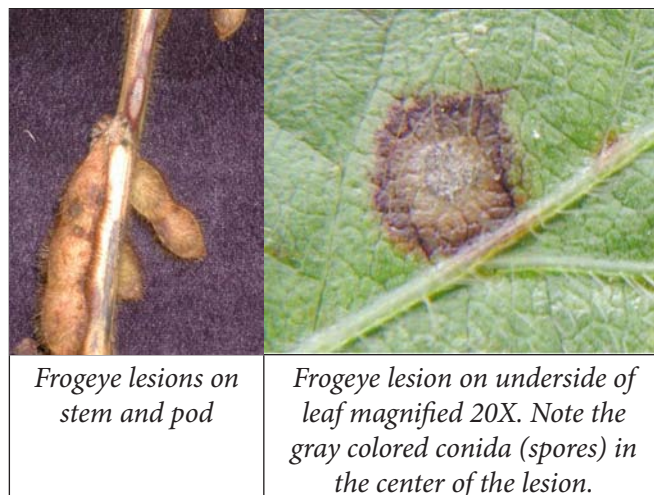 Frogeye lesions on
stem and pod
Frogeye lesion on underside of
leaf magnified 20X. Note the
gray colored conida (spores) in
the center of the lesion.